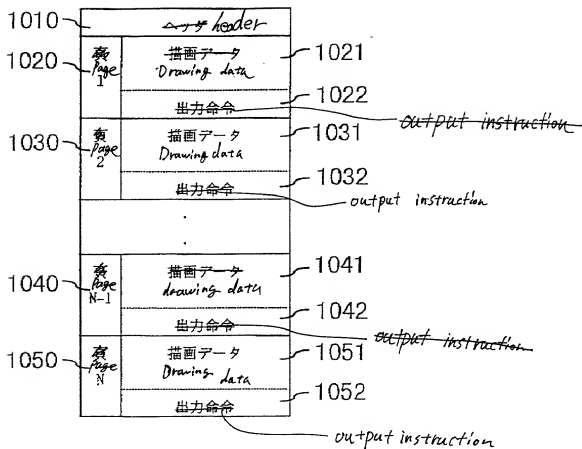 1010 ヘッダ header
1020 頁 Page 1
描画データ 1021
Drawing data
出力命令 1022
output instruction
1030 頁 Page 2
描画データ 1031
Drawing data
出力命令 1032
output instruction
1040 頁 Page N-1
描画データ 1041
drawing data
出力命令 1042
output instruction
1050 頁 Page N
描画データ 1051
Drawing data
出力命令 1052
output instruction